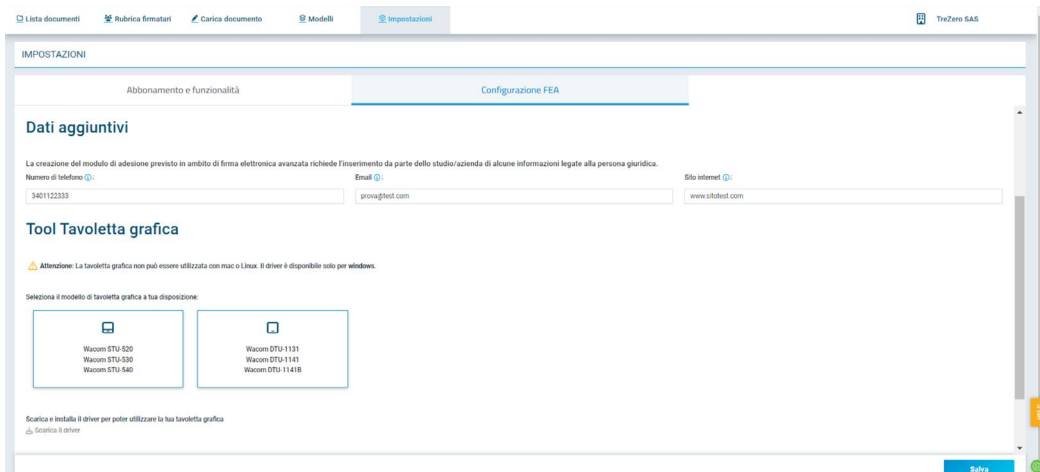 Lista documenti Rubrica firmatari Carica documento Modelli Impostazioni TreZero SAS
IMPOSTAZIONI
Abbonamento e funzionalità Configurazione FEA
Dati aggiuntivi
La creazione del modulo di adesione previsto in ambito di firma elettronica avanzata richiede l'inserimento da parte dello studio/azienda di alcune informazioni legate alla persona giuridica.
Numero di telefono : Email : Sito internet :
3401122333 prova@test.com www.sitotest.com
Tool Tavoletta grafica
Attenzione: La tavoletta grafica non può essere utilizzata con mac o Linux. Il driver è disponibile solo per windows.
Seleziona il modello di tavoletta grafica a tua disposizione:
Wacom STU-520 Wacom DTU-1131
Wacom STU-530 Wacom DTU-1141
Wacom STU-540 Wacom DTU-1141B
Scarica e installa il driver per poter utilizzare la tua tavoletta grafica
Scarica il driver
Salva